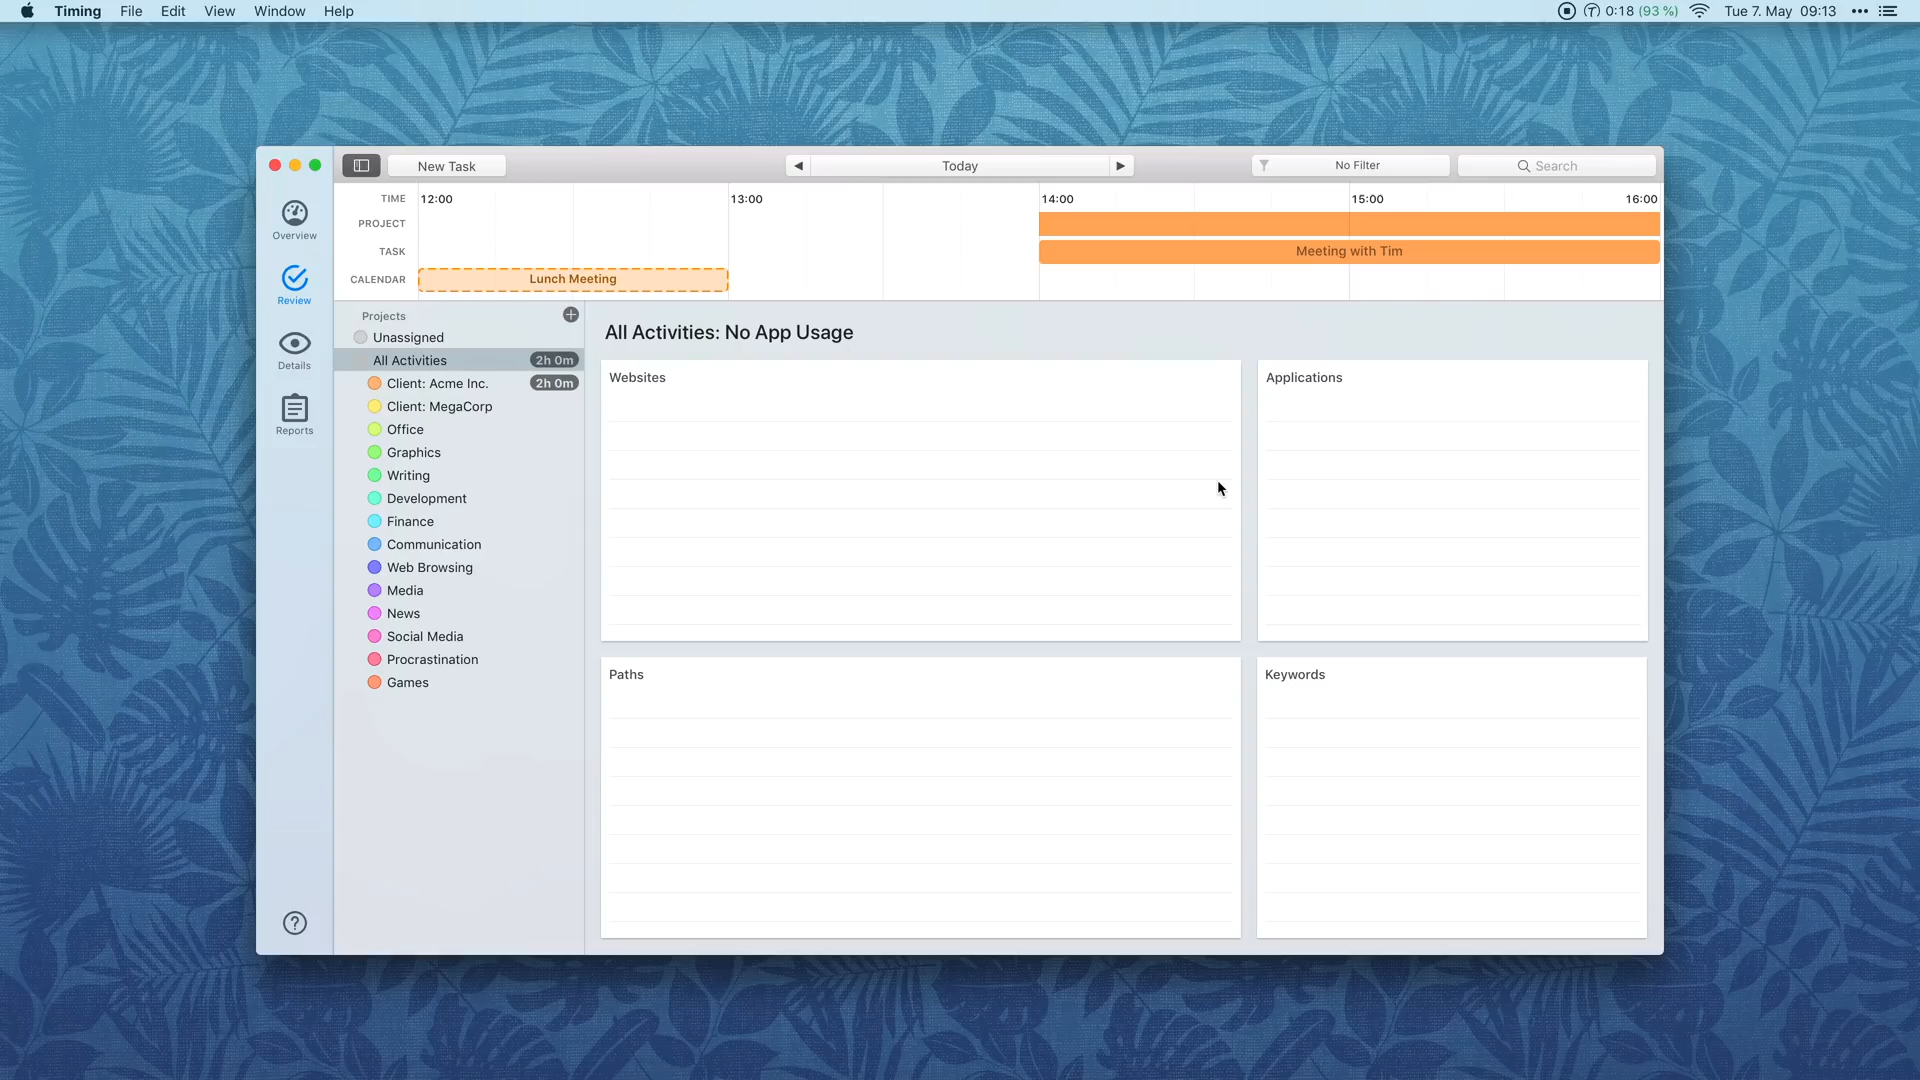 Timing File Edit View Window Help
0:18 (93 %) Tue 7. May 09:13
New Task
Today
No Filter
Search
TIME 12:00 13:00 14:00 15:00 16:00
PROJECT
TASK Meeting with Tim
CALENDAR Lunch Meeting
Overview
Review
Details
Reports
Projects
Unassigned
All Activities 2h 0m
Client: Acme Inc. 2h 0m
Client: MegaCorp
Office
Graphics
Writing
Development
Finance
Communication
Web Browsing
Media
News
Social Media
Procrastination
Games
All Activities: No App Usage
Websites
Applications
Paths
Keywords